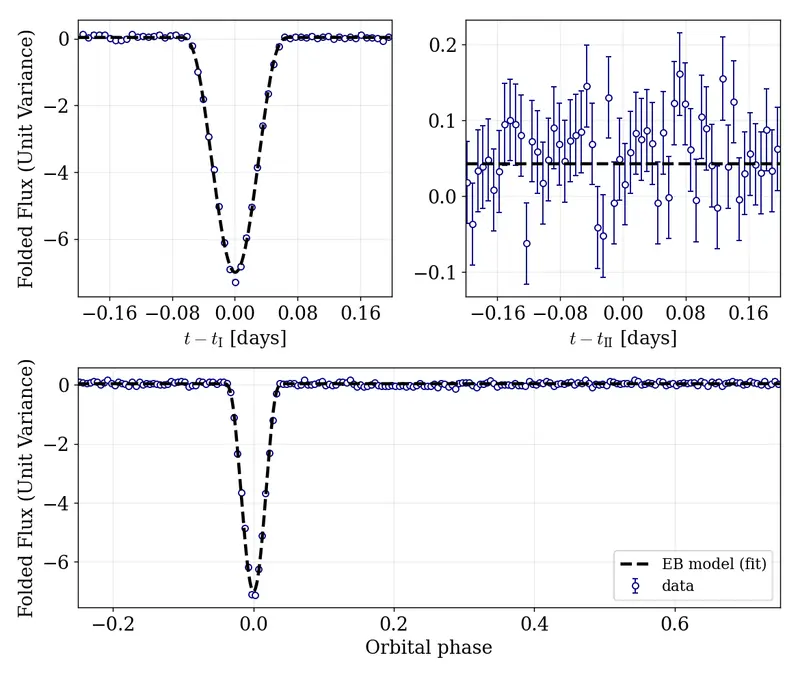 Folded Flux (Unit Variance)
0
−2
−4
−6
−0.16 −0.08 0.00 0.08 0.16
t − tI [days]
0.2
0.1
0.0
−0.1
−0.16 −0.08 0.00 0.08 0.16
t − tII [days]
Folded Flux (Unit Variance)
0
−2
−4
−6
EB model (fit)
data
−0.2 0.0 0.2 0.4 0.6
Orbital phase